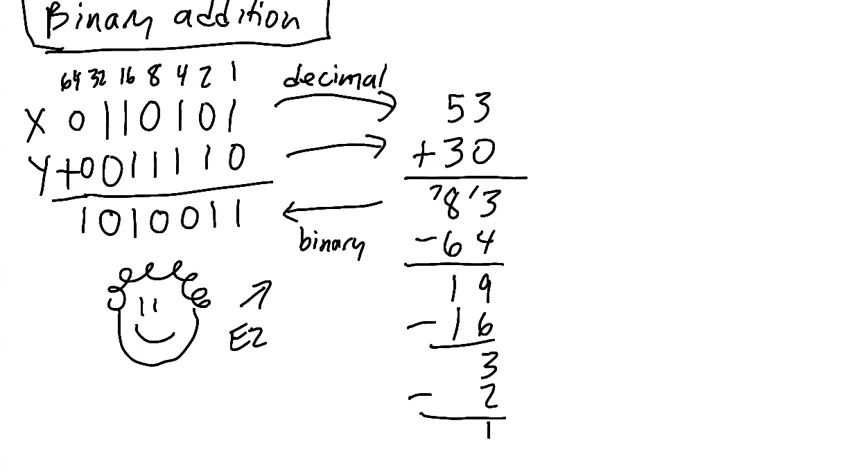 Binary addition
64 32 16 8 4 2 1
X 0110101
Y+0011110
1010011
decimal
binary
EZ
53
+30
7813
-64
19
-16
3
-2
1